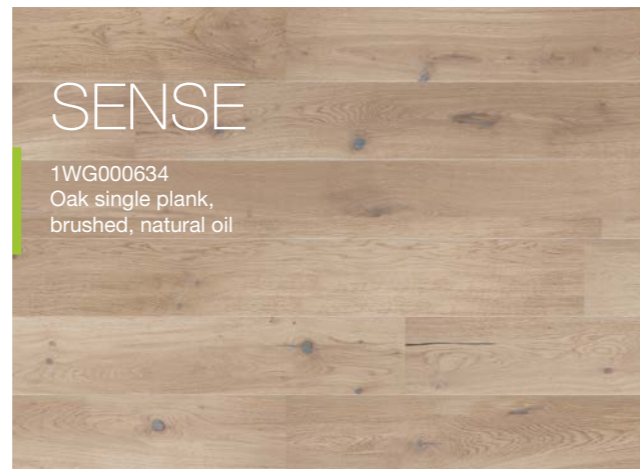 SENSE
1WG000634
Oak single plank,
brushed, natural oil